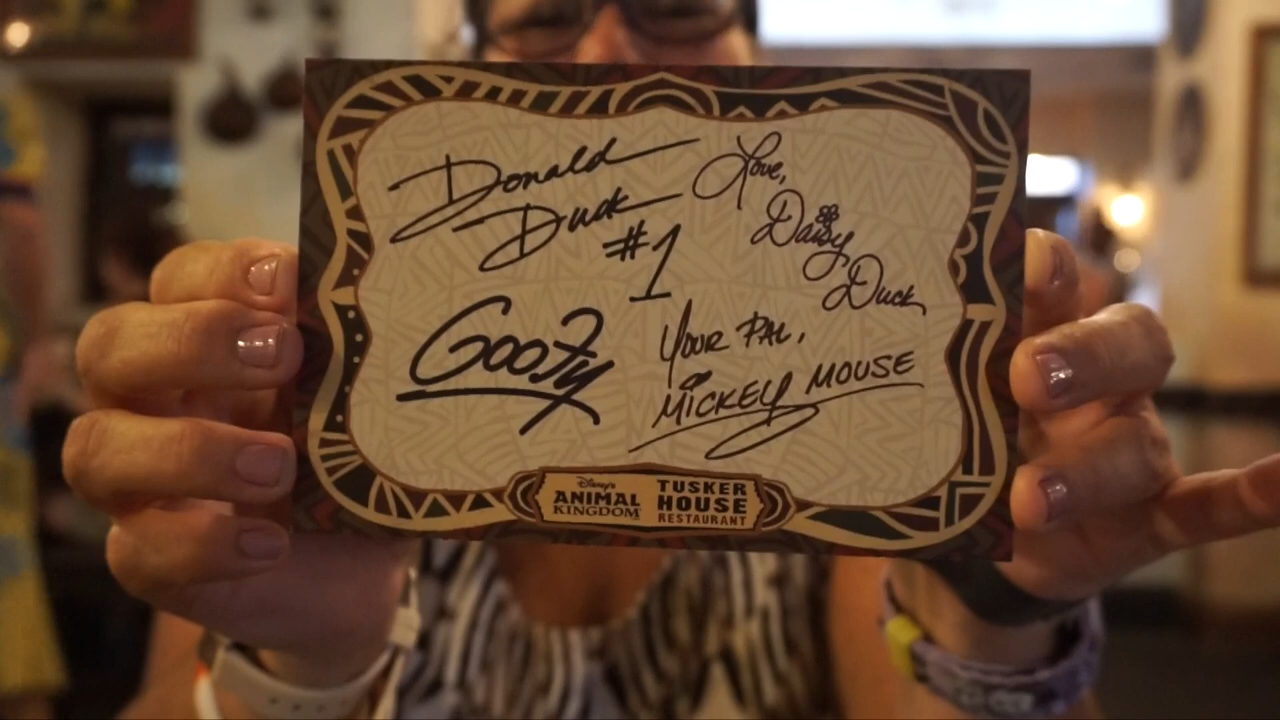 Donald
Duck
#1
Love,
Daisy
Duck
Goofy
Your Pal,
Mickey Mouse
Disney's
ANIMAL
KINGDOM
TUSKER
HOUSE
RESTAURANT